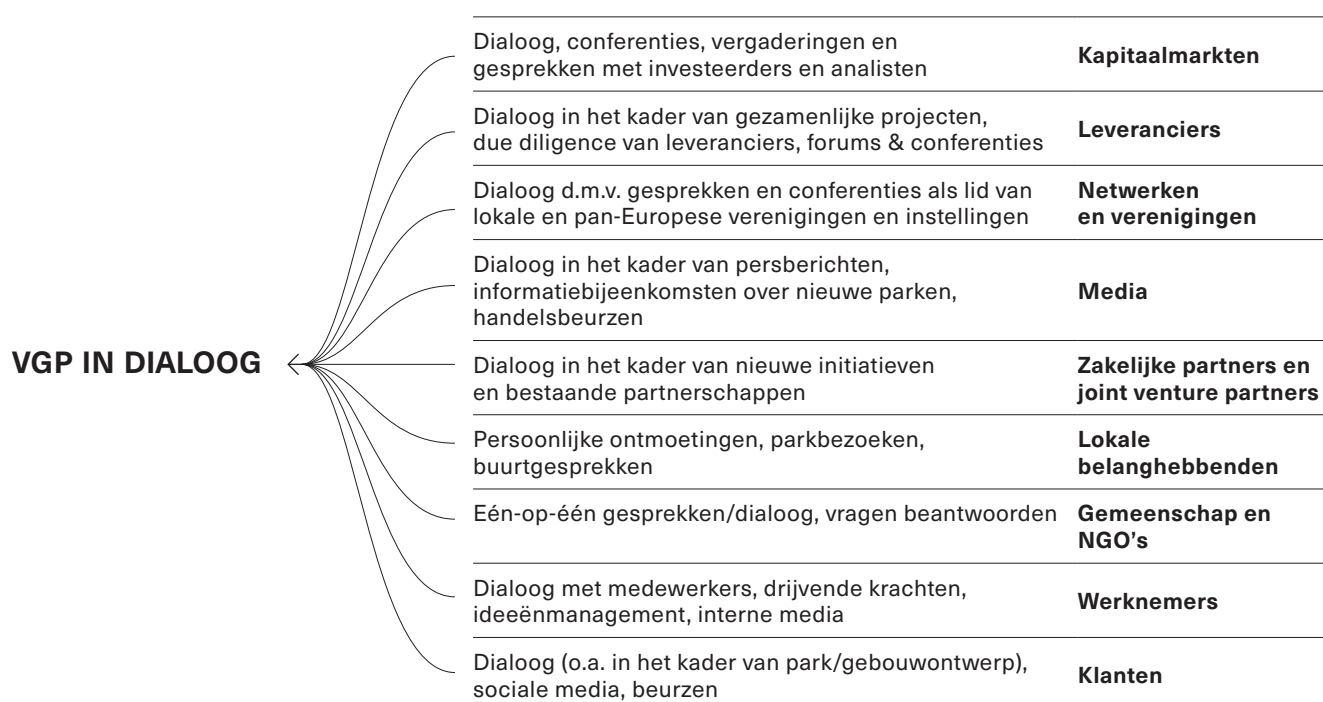 Dialoog, conferenties, vergaderingen en
gesprekken met investeerders en analisten
Kapitaalmarkten
Dialoog in het kader van gezamenlijke projecten,
due diligence van leveranciers, forums & conferenties
Leveranciers
Dialoog d.m.v. gesprekken en conferenties als lid van
lokale en pan-Europese verenigingen en instellingen
Netwerken
en verenigingen
Dialoog in het kader van persberichten,
informatiebijeenkomsten over nieuwe parken,
handelsbeurzen
Media
VGP IN DIALOOG
Dialoog in het kader van nieuwe initiatieven
en bestaande partnerschappen
Zakelijke partners en
joint venture partners
Persoonlijke ontmoetingen, parkbezoeken,
buurtgesprekken
Lokale
belanghebbenden
Eén-op-één gesprekken/dialoog, vragen beantwoorden
Gemeenschap en
NGO’s
Dialoog met medewerkers, drijvende krachten,
ideeënmanagement, interne media
Werknemers
Dialoog (o.a. in het kader van park/gebouwontwerp),
sociale media, beurzen
Klanten